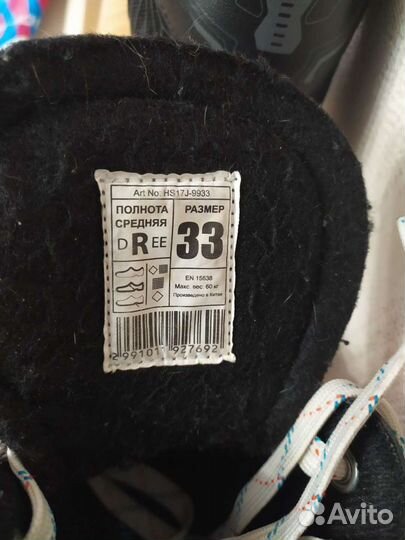 Art No: HS17J-9933
ПОЛНОТА
СРЕДНЯЯ
D R EE
РАЗМЕР
33
EN 15638
Макс. вес 60 кг
Произведено в Китае
2 99101 927692
Avito